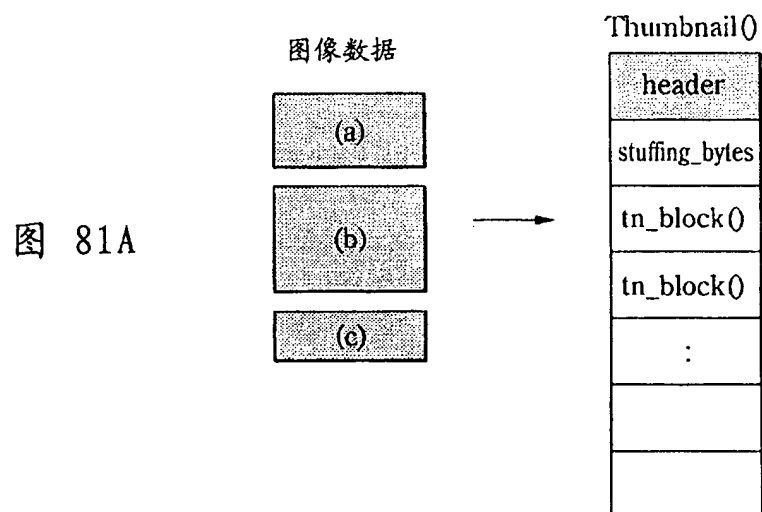 图像数据
(a)
(b)
(c)
图 81A
Thumbnail()
header
stuffing_bytes
tn_block()
tn_block()
: